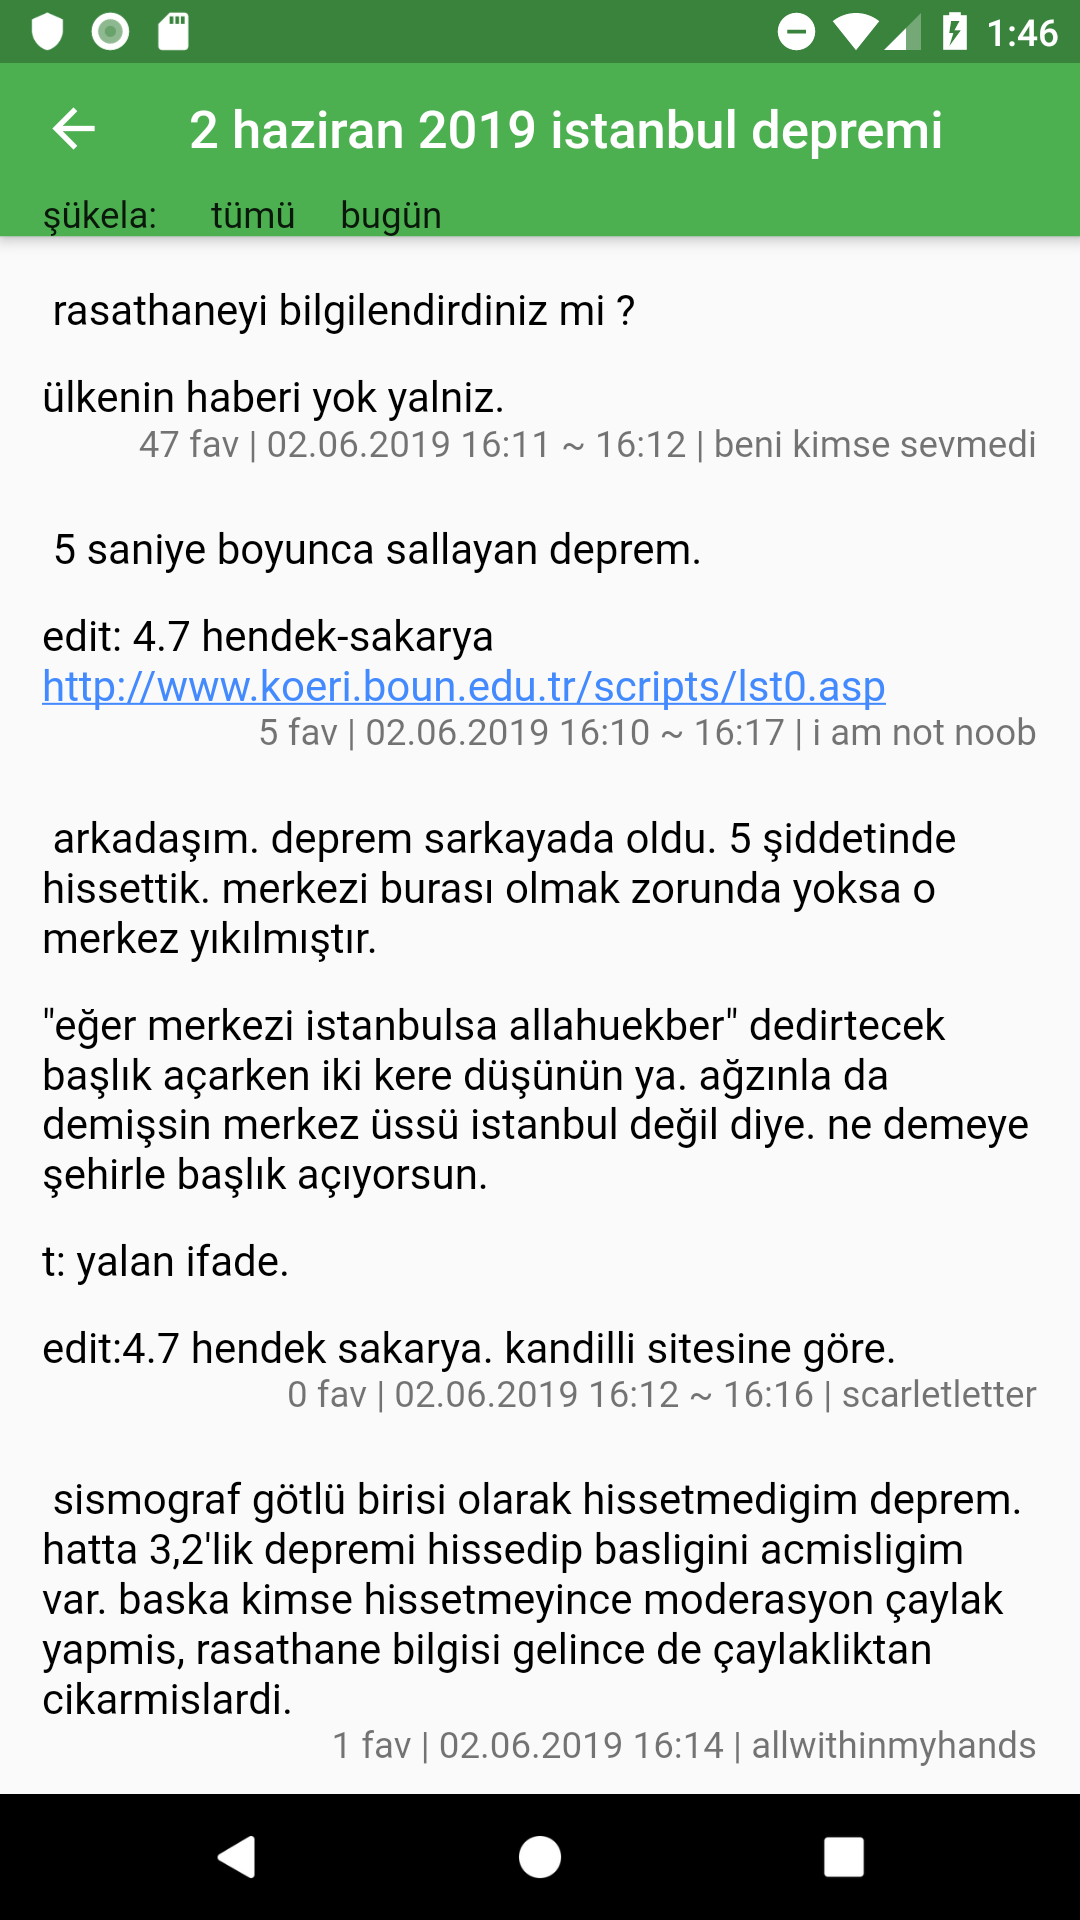 1:46
2 haziran 2019 istanbul depremi
şükela: tümü bugün
rasathaneyi bilgilendirdiniz mi ?
ülkenin haberi yok yalniz.
47 fav | 02.06.2019 16:11 ~ 16:12 | beni kimse sevmedi
5 saniye boyunca sallayan deprem.
edit: 4.7 hendek-sakarya
http://www.koeri.boun.edu.tr/scripts/lst0.asp
5 fav | 02.06.2019 16:10 ~ 16:17 | i am not noob
arkadaşım. deprem sarkayada oldu. 5 şiddetinde
hissettik. merkezi burası olmak zorunda yoksa o
merkez yıkılmıştır.
"eğer merkezi istanbulsa allahuekber" dedirtecek
başlık açarken iki kere düşünün ya. ağzınla da
demişsin merkez üssü istanbul değil diye. ne demeye
şehirle başlık açıyorsun.
t: yalan ifade.
edit:4.7 hendek sakarya. kandilli sitesine göre.
0 fav | 02.06.2019 16:12 ~ 16:16 | scarletletter
sismograf götlü birisi olarak hissetmedigim deprem.
hatta 3,2'lik depremi hissedip basligini acmisligim
var. baska kimse hissetmeyince moderasyon çaylak
yapmis, rasathane bilgisi gelince de çaylakliktan
cikarmislardi.
1 fav | 02.06.2019 16:14 | allwithinmyhands